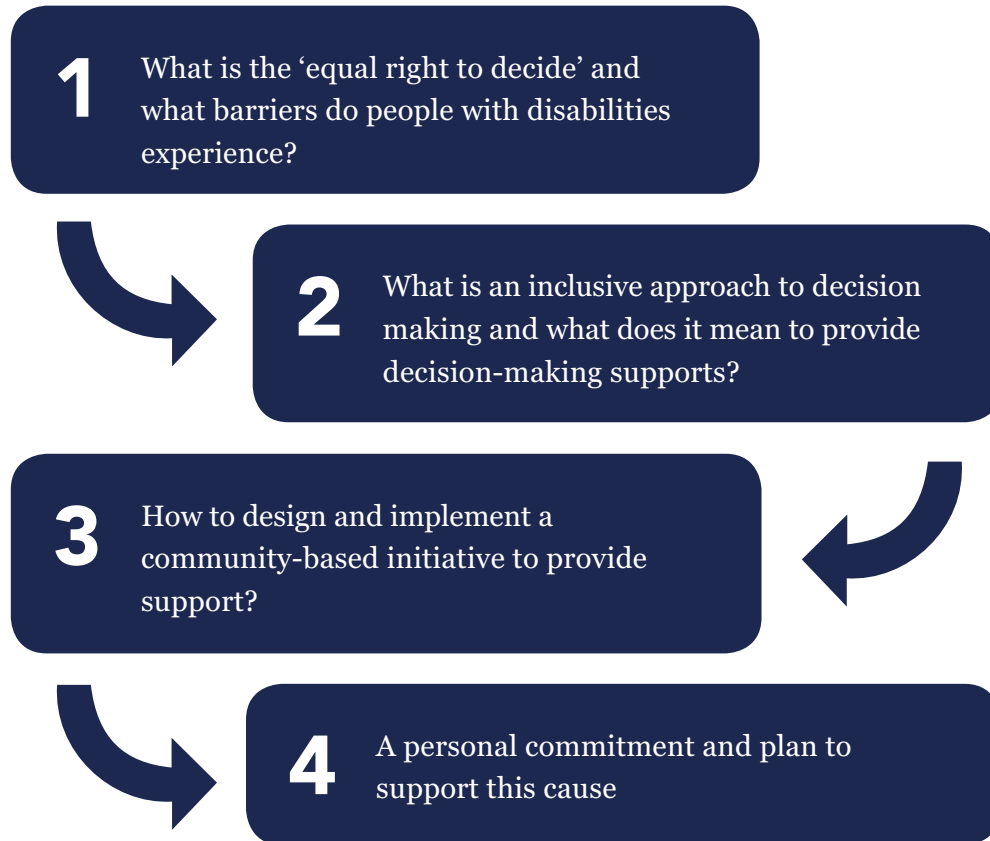 1
What is the ‘equal right to decide’ and
what barriers do people with disabilities
experience?
2
What is an inclusive approach to decision
making and what does it mean to provide
decision-making supports?
3
How to design and implement a
community-based initiative to provide
support?
4
A personal commitment and plan to
support this cause